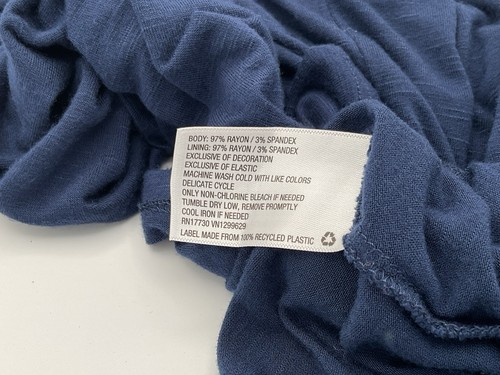 BODY: 97% RAYON / 3% SPANDEX
LINING: 97% RAYON / 3% SPANDEX
EXCLUSIVE OF DECORATION
EXCLUSIVE OF ELASTIC
MACHINE WASH COLD WITH LIKE COLORS
DELICATE CYCLE
ONLY NON-CHLORINE BLEACH IF NEEDED
TUMBLE DRY LOW, REMOVE PROMPTLY
COOL IRON IF NEEDED
RN17730 VN1299629
LABEL MADE FROM 100% RECYCLED PLASTIC